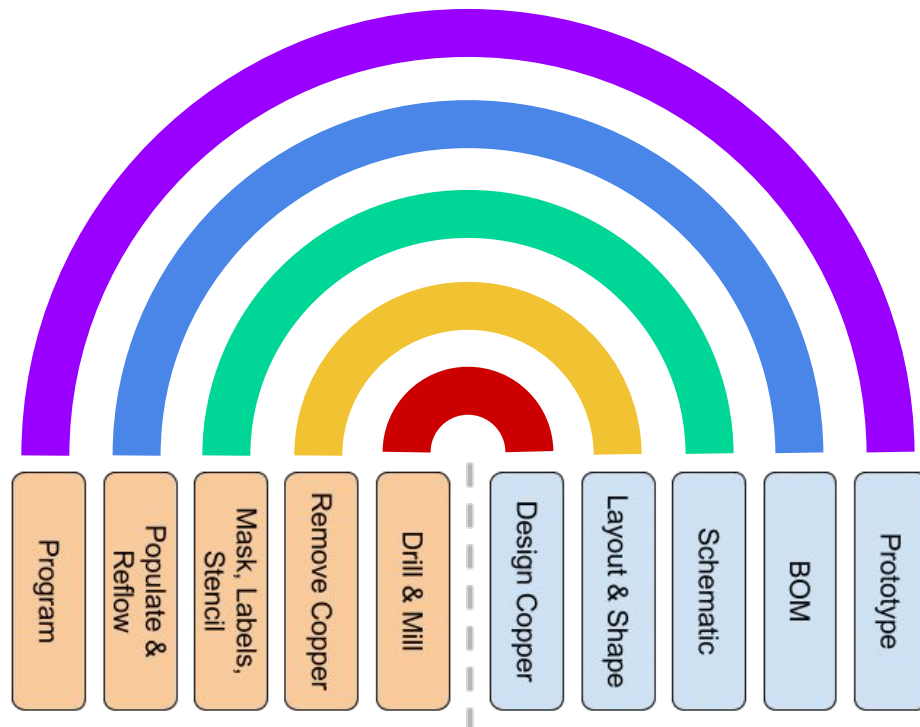 Program
Populate &
Reflow
Mask, Labels,
Stencil
Remove Copper
Drill & Mill
Design Copper
Layout & Shape
Schematic
BOM
Prototype